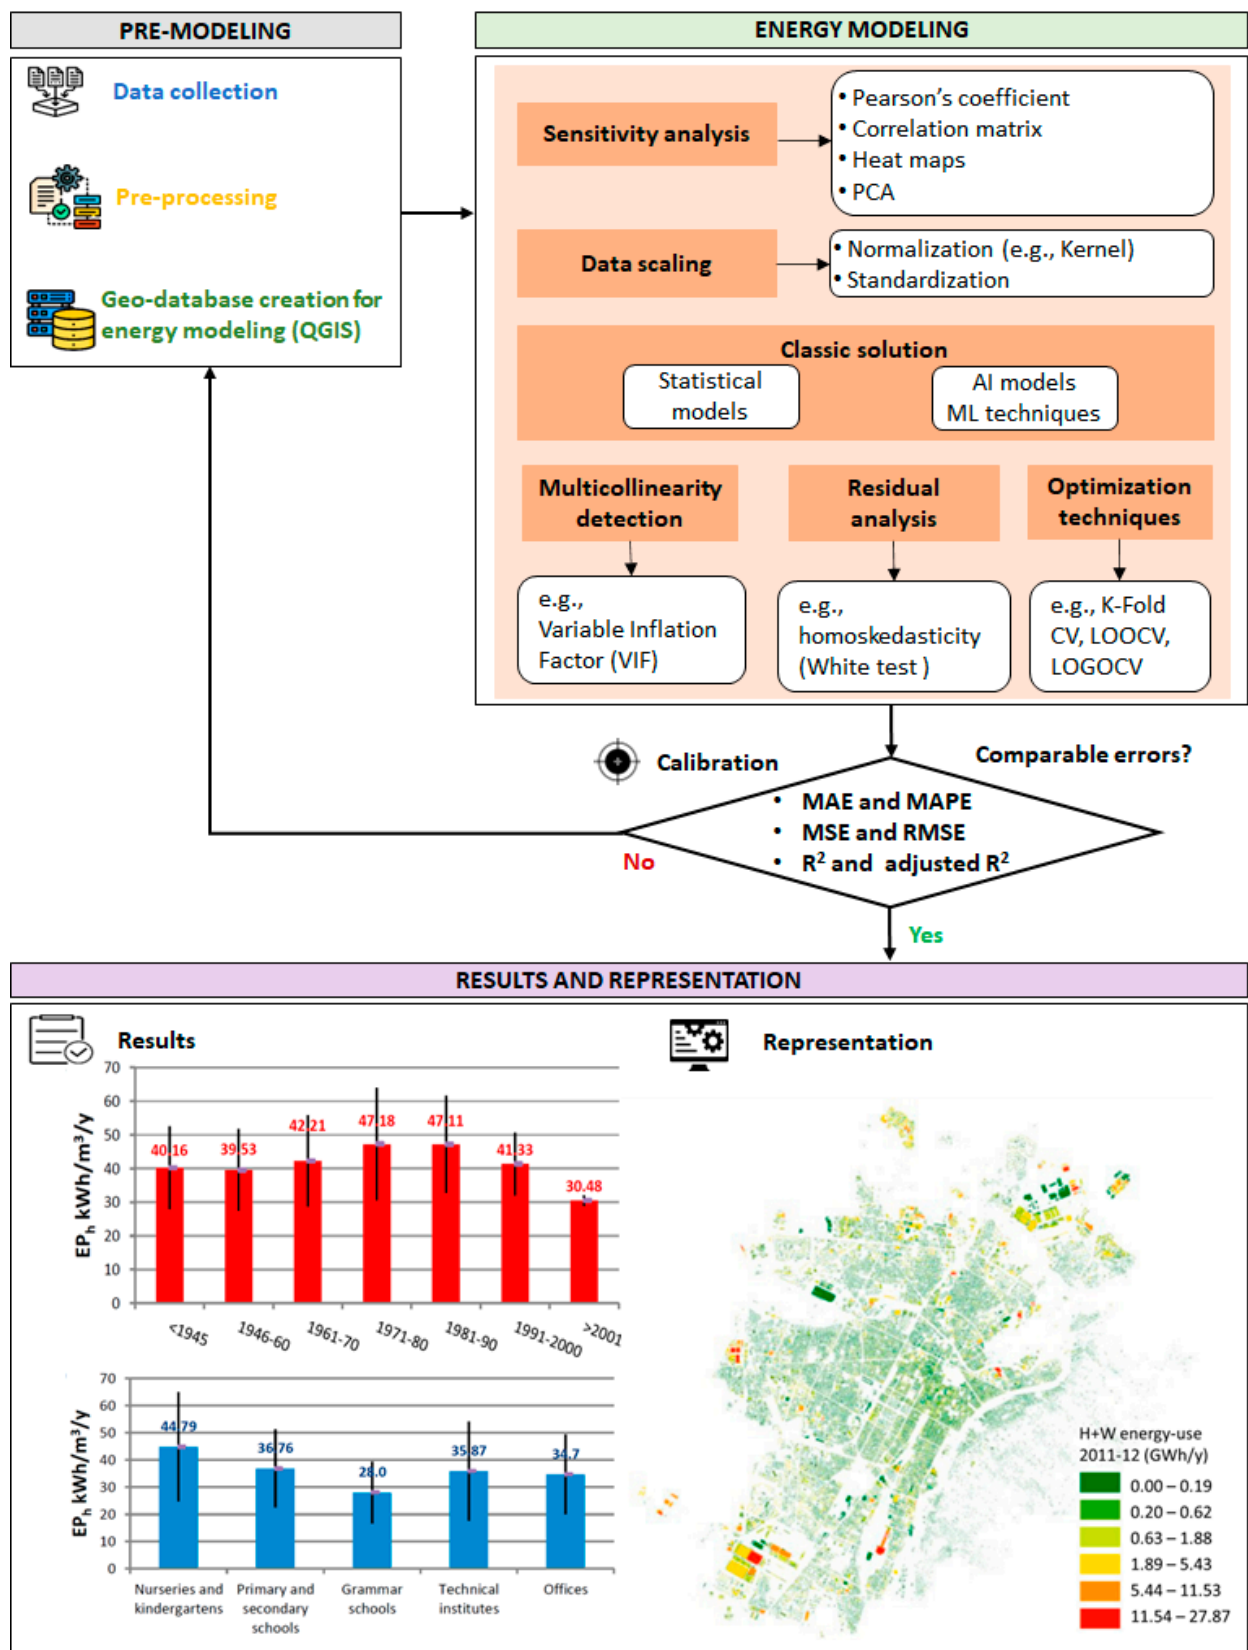 PRE-MODELING
Data collection
Pre-processing
Geo-database creation for
energy modeling (QGIS)
ENERGY MODELING
Sensitivity analysis
• Pearson's coefficient
• Correlation matrix
• Heat maps
• PCA
Data scaling
• Normalization (e.g., Kernel)
• Standardization
Classic solution
Statistical
models
AI models
ML techniques
Multicollinearity
detection
Residual
analysis
Optimization
techniques
e.g.,
Variable Inflation
Factor (VIF)
e.g.,
homoskedasticity
(White test )
e.g., K-Fold
CV, LOOCV,
LOGOCV
Calibration
Comparable errors?
• MAE and MAPE
• MSE and RMSE
• R² and adjusted R²
No
Yes
RESULTS AND REPRESENTATION
Results
EPₕ kWh/m³/y
70
60
50
40
30
20
10
0
40.16
39.53
42.21
47.18
47.11
41.33
30.48
<1945
1946-60
1961-70
1971-80
1981-90
1991-2000
>2001
EPₕ kWh/m³/y
70
60
50
40
30
20
10
0
44.79
36.76
28.0
35.87
34.7
Nurseries and
kindergartens
Primary and
secondary
schools
Grammar
schools
Technical
institutes
Offices
Representation
H+W energy-use
2011-12 (GWh/y)
0.00 – 0.19
0.20 – 0.62
0.63 – 1.88
1.89 – 5.43
5.44 – 11.53
11.54 – 27.87